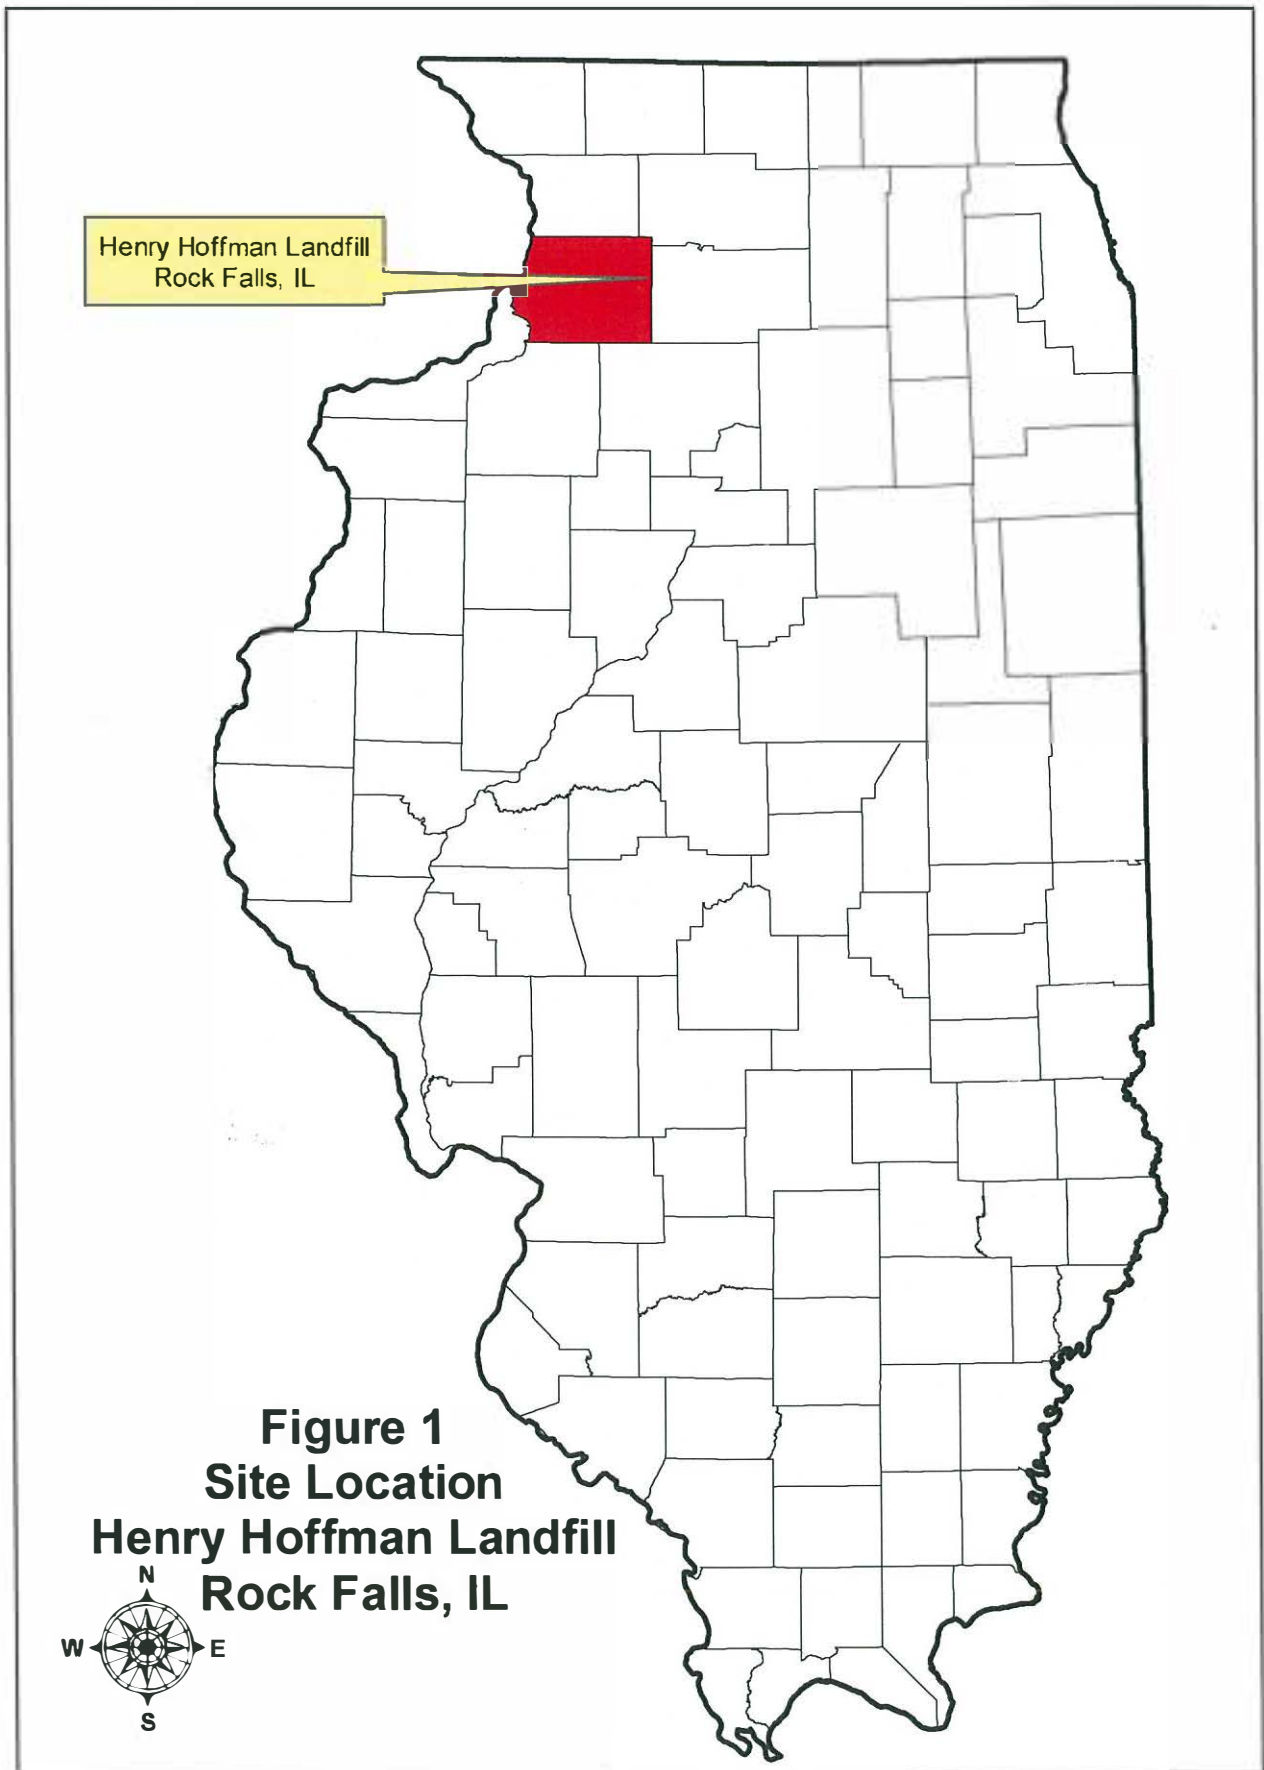 Henry Hoffman Landfill
Rock Falls, IL
Figure 1
Site Location
Henry Hoffman Landfill
Rock Falls, IL
N
W
E
S